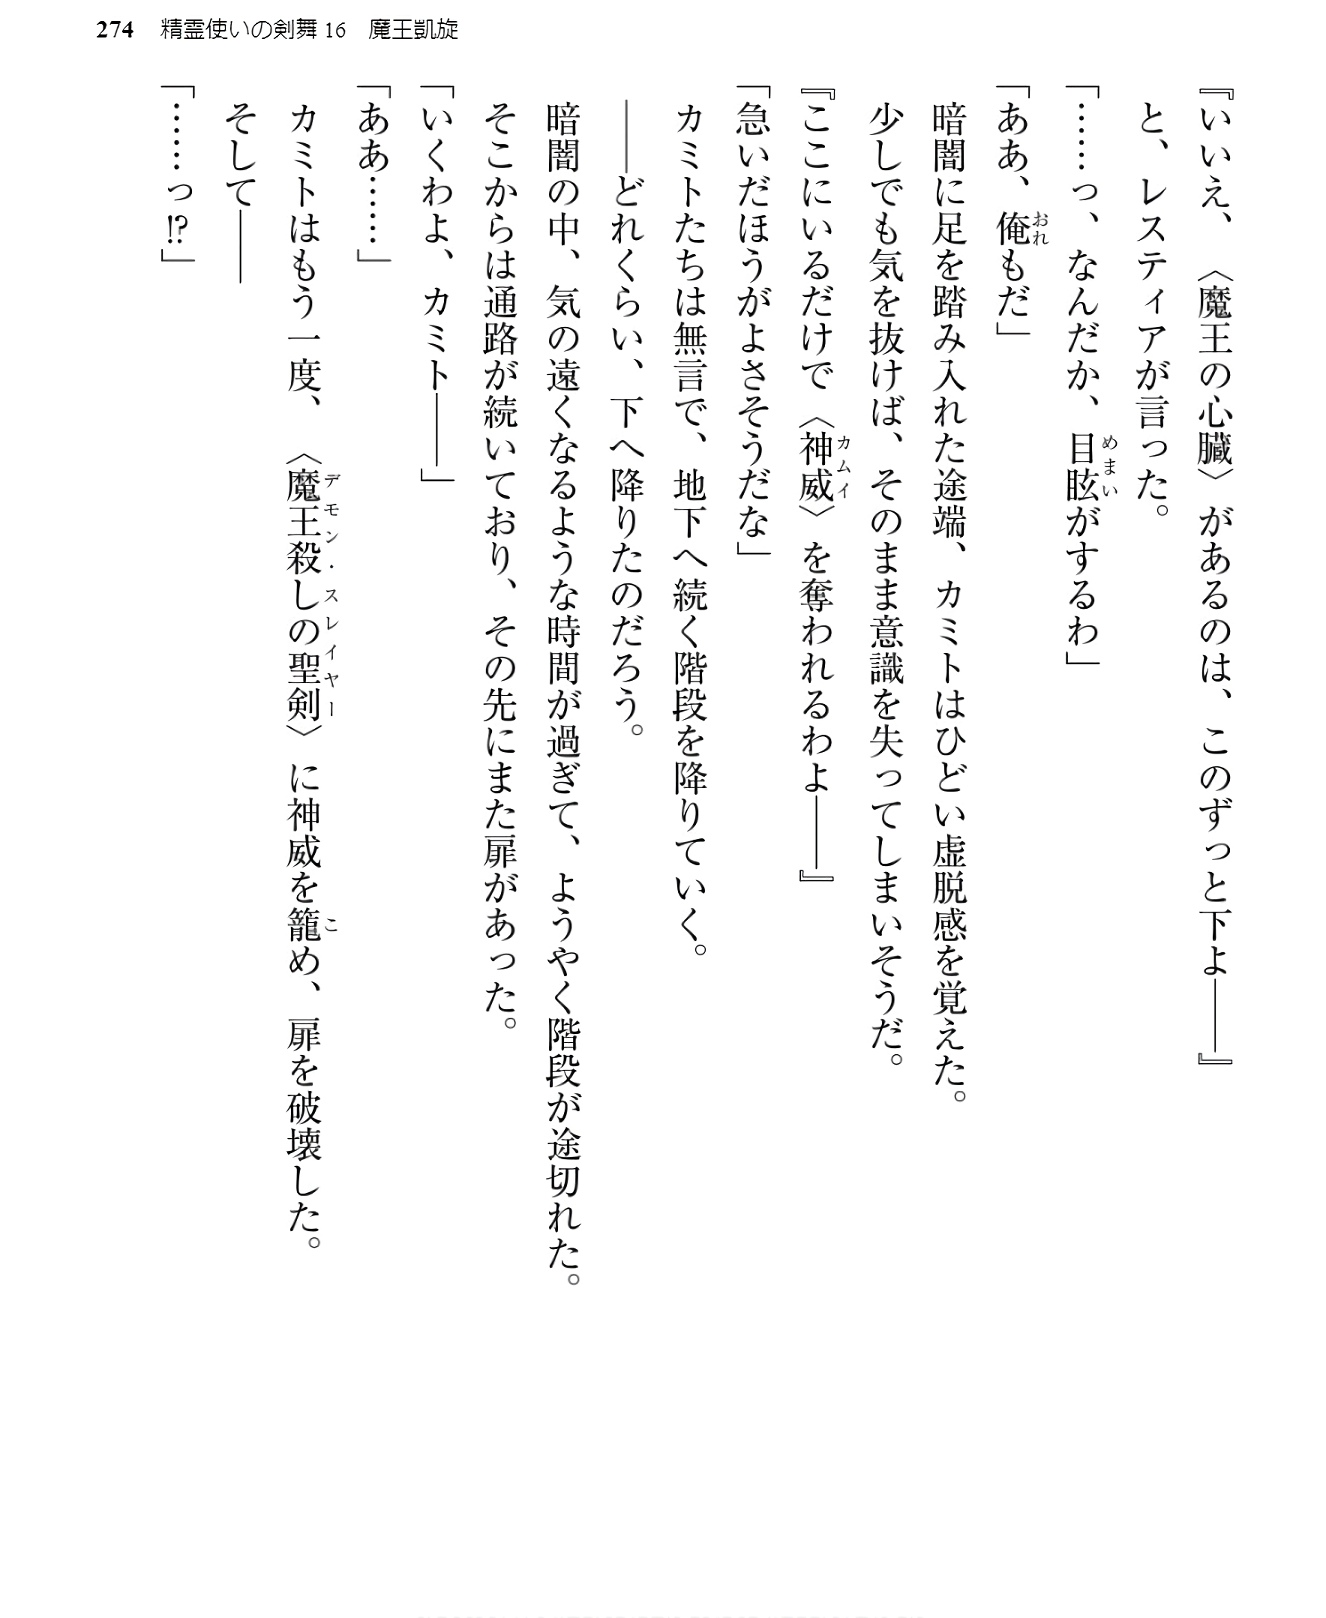 274 精霊使いの剣舞16 魔王凱旋
『いいえ、〈魔王の心臓〉があるのは、このずっと下よ――』
と、レスティアが言った。
「……っ、なんだか、目眩がするわ」
「ああ、俺もだ」
暗闇に足を踏み入れた途端、カミトはひどい虚脱感を覚えた。
少しでも気を抜けば、そのまま意識を失ってしまいそうだ。
『ここにいるだけで〈神威〉を奪われるわよ――』
「急いだほうがよさそうだな」
カミトたちは無言で、地下へ続く階段を降りていく。
――どれくらい、下へ降りたのだろう。
暗闇の中、気の遠くなるような時間が過ぎて、ようやく階段が途切れた。
そこからは通路が続いており、その先にまた扉があった。
「いくわよ、カミト――」
「ああ……」
カミトはもう一度、〈魔王殺しの聖剣〉に神威を籠め、扉を破壊した。
そして――
「……っ!?」